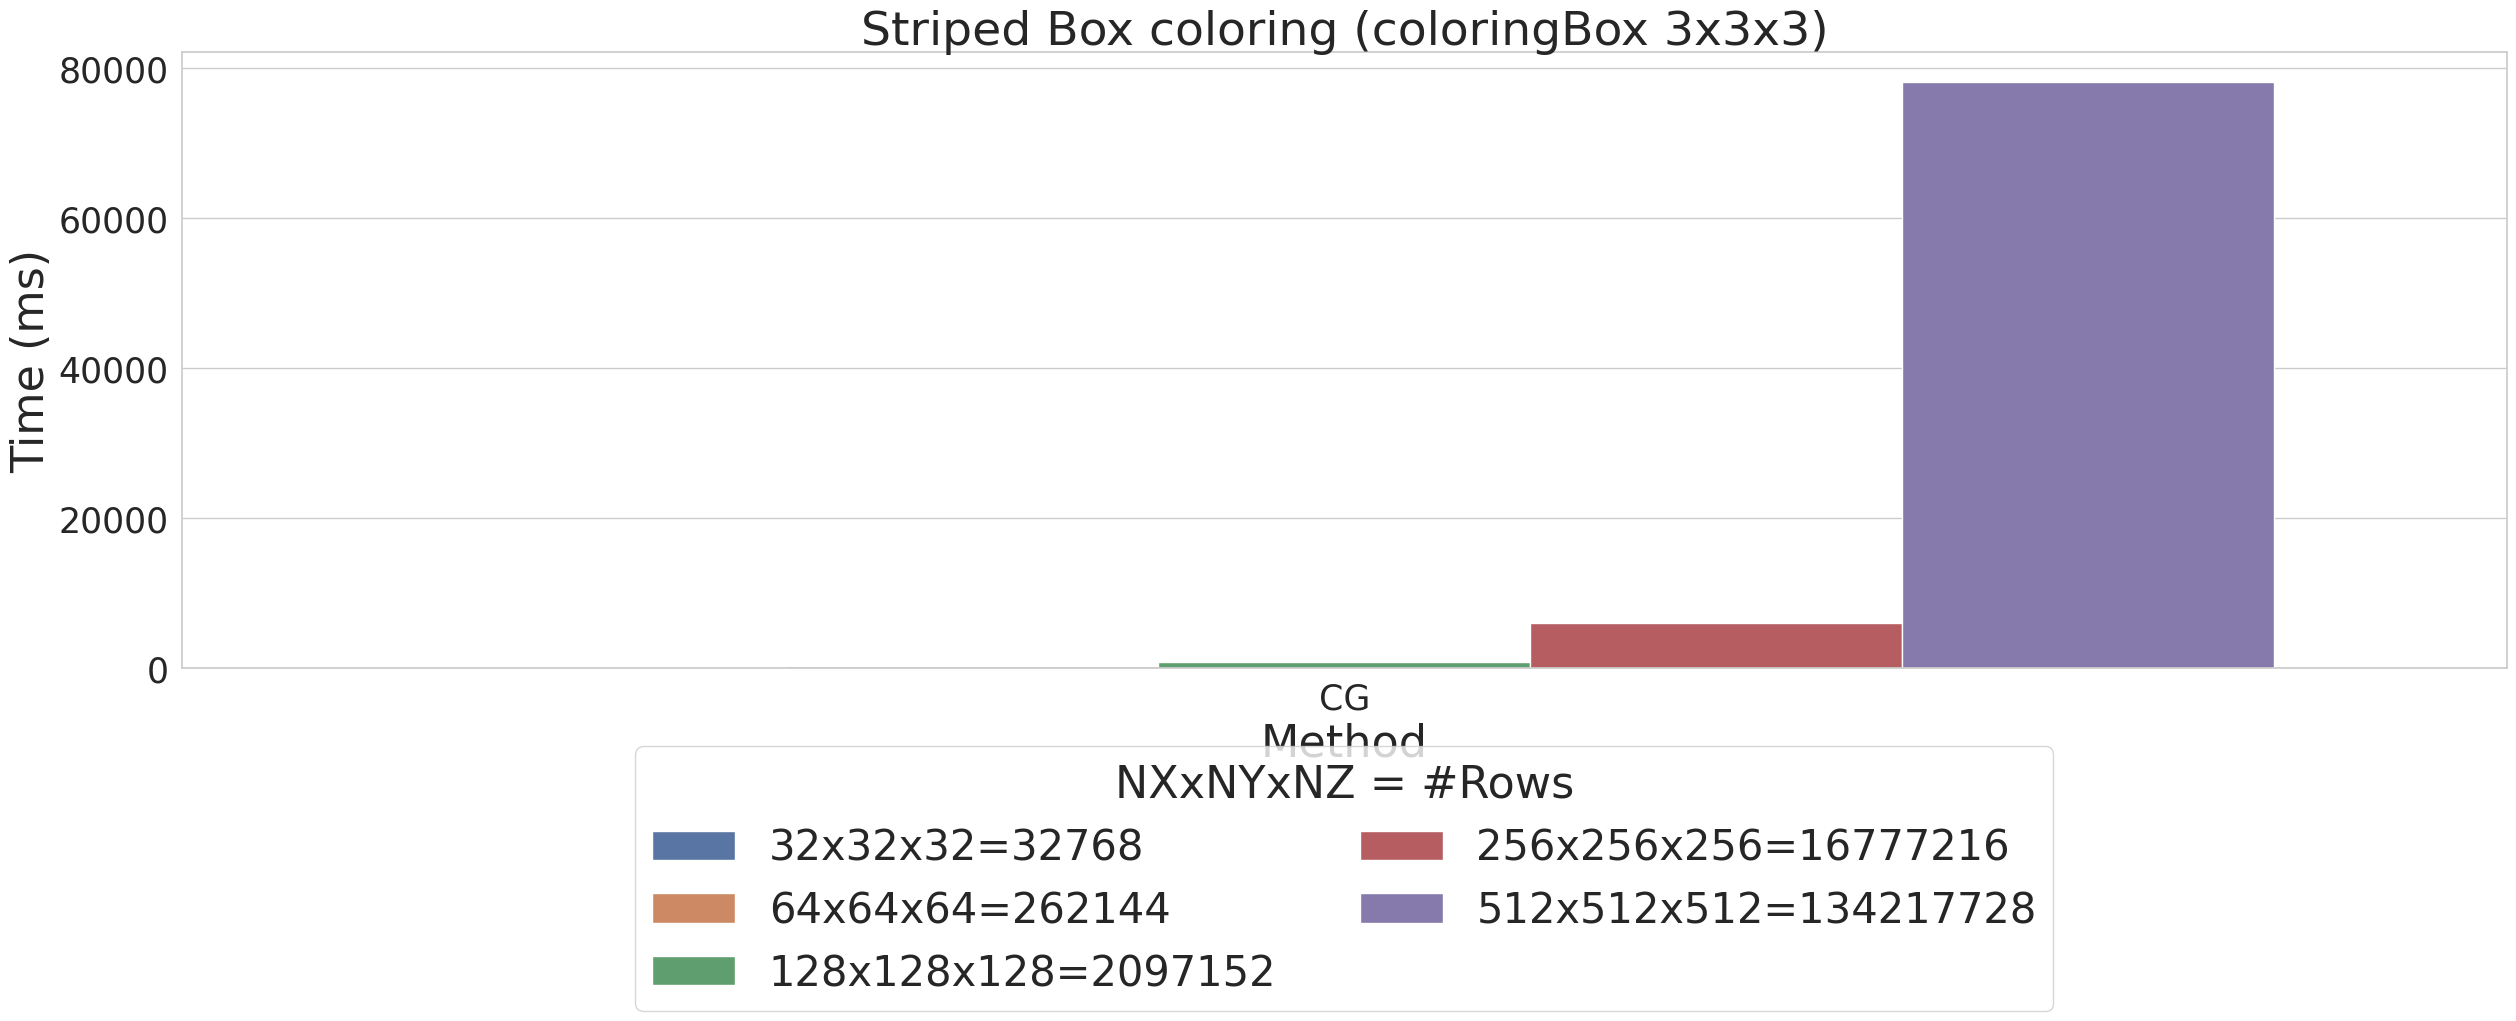 Striped Box coloring (coloringBox 3x3x3)
80000
60000
40000
20000
0
Time (ms)
CG
Method
NXxNYxNZ = #Rows
32x32x32=32768
64x64x64=262144
128x128x128=2097152
256x256x256=16777216
512x512x512=134217728